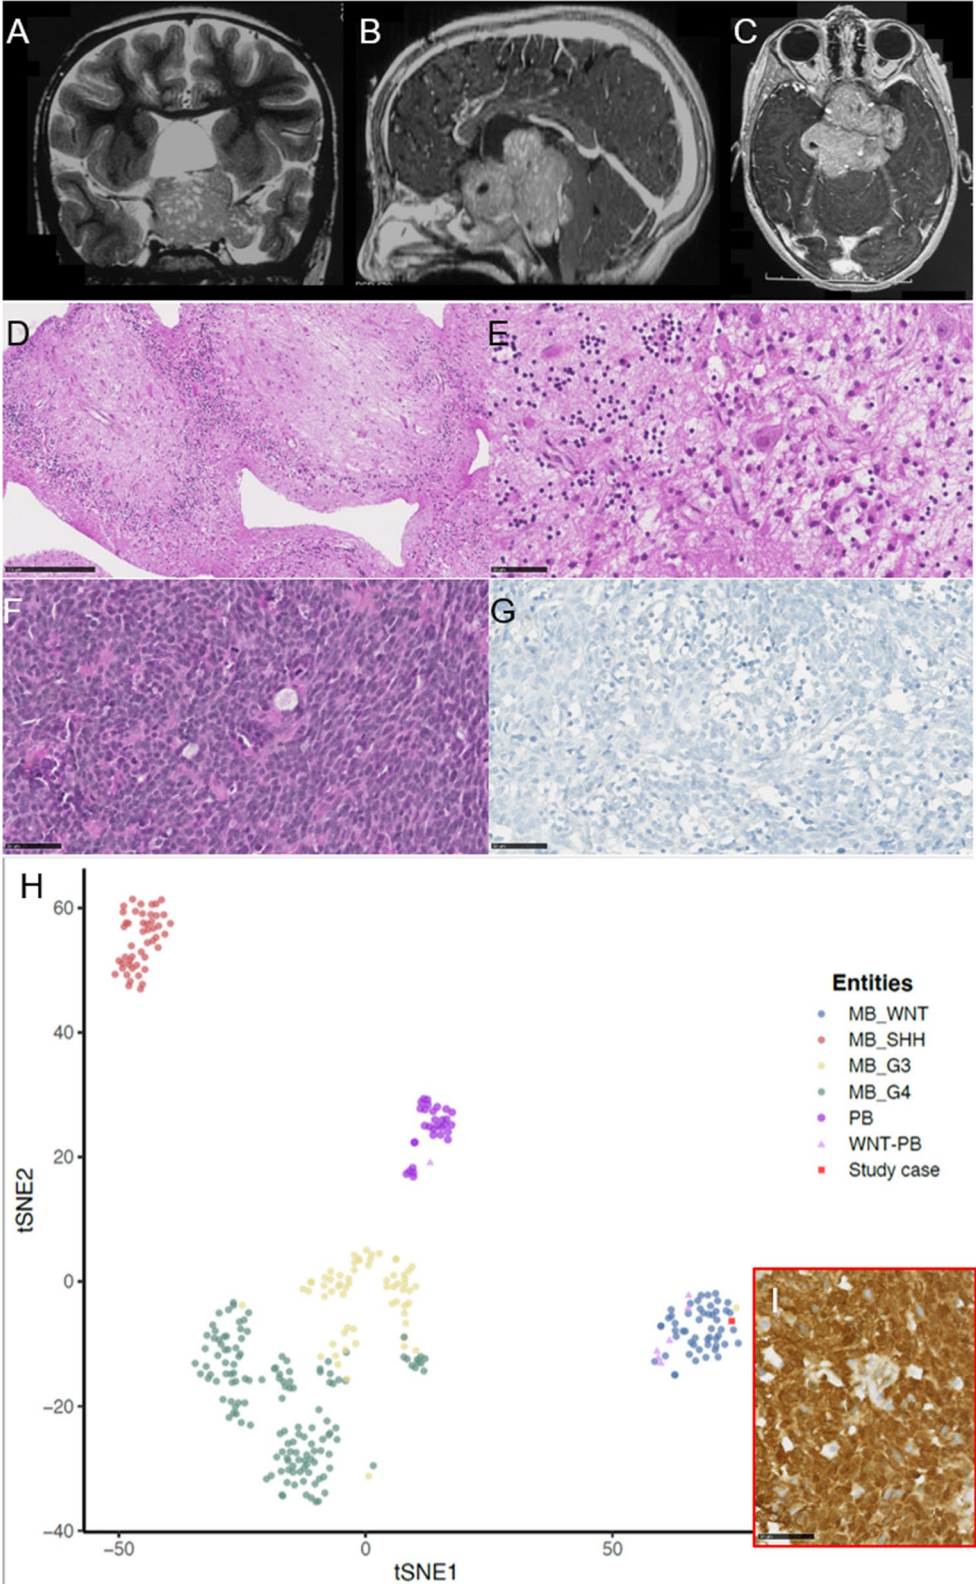 A
B
C
D
E
F
G
H
Entities
MB_WNT
MB_SHH
MB_G3
MB_G4
PB
WNT-PB
Study case
60
40
20
0
−20
−40
tSNE2
−50
0
50
tSNE1
I